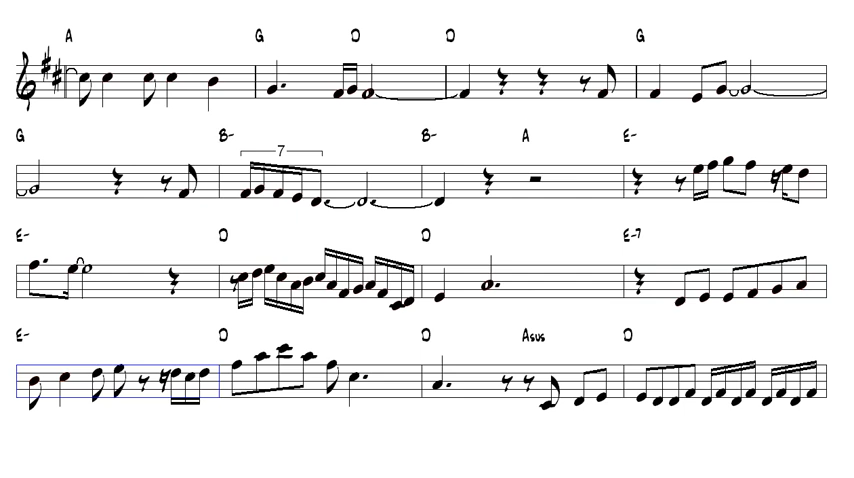 A G D D G
G B- 7 B- A E-
E- D D E-7
E- D D Asus D